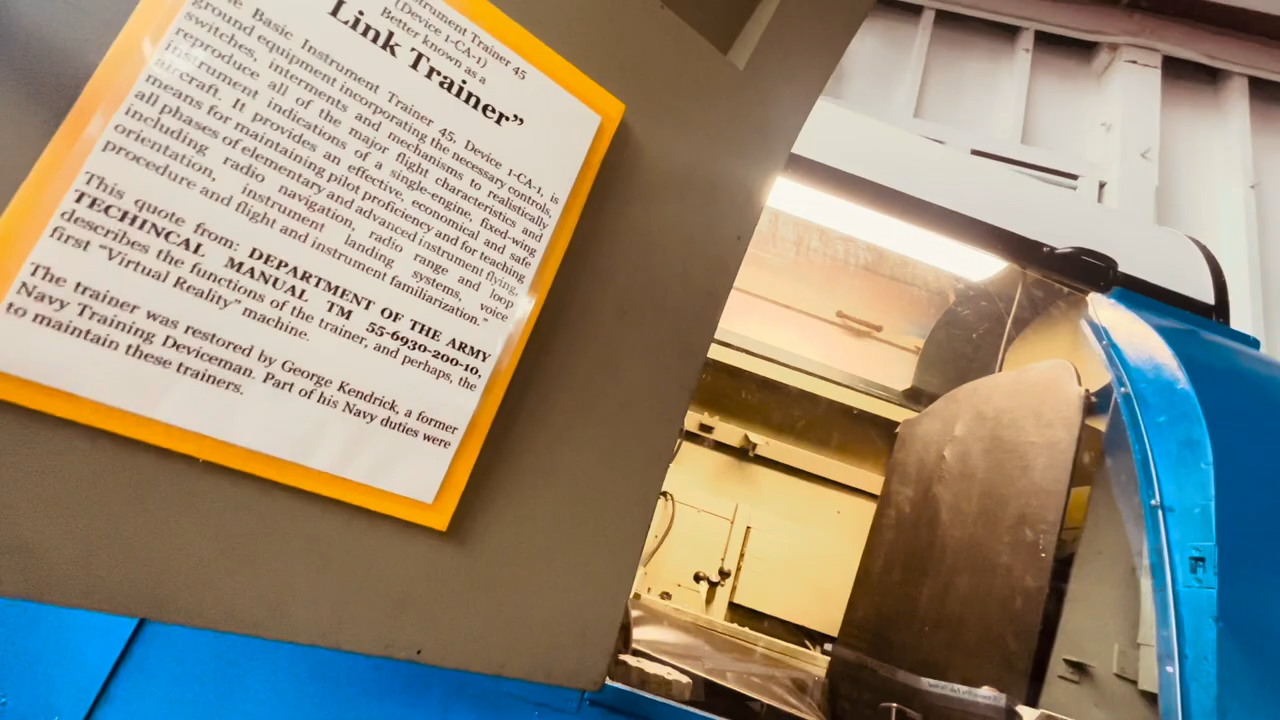 strument Trainer 45
(Device 1-CA-1)
Better known as a
Link Trainer”
Basic Instrument Trainer 45, Device 1-CA-1, is
ground equipment incorporating the necessary controls,
switches, interments and mechanisms to realistically
reproduce all of the major flight characteristics and
instrument indications of a single-engine, fixed-wing
aircraft. It provides an effective, economical and safe
means for maintaining pilot proficiency and for teaching
all phases of elementary and advanced instrument flying,
including radio navigation, radio range and loop
orientation, instrument landing systems, voice
procedure and flight and instrument familiarization.”
This quote from: DEPARTMENT OF THE ARMY
TECHINCAL MANUAL TM 55-6930-200-10,
describes the functions of the trainer, and perhaps, the
first “Virtual Reality” machine.
The trainer was restored by George Kendrick, a former
Navy Training Deviceman. Part of his Navy duties were
to maintain these trainers.